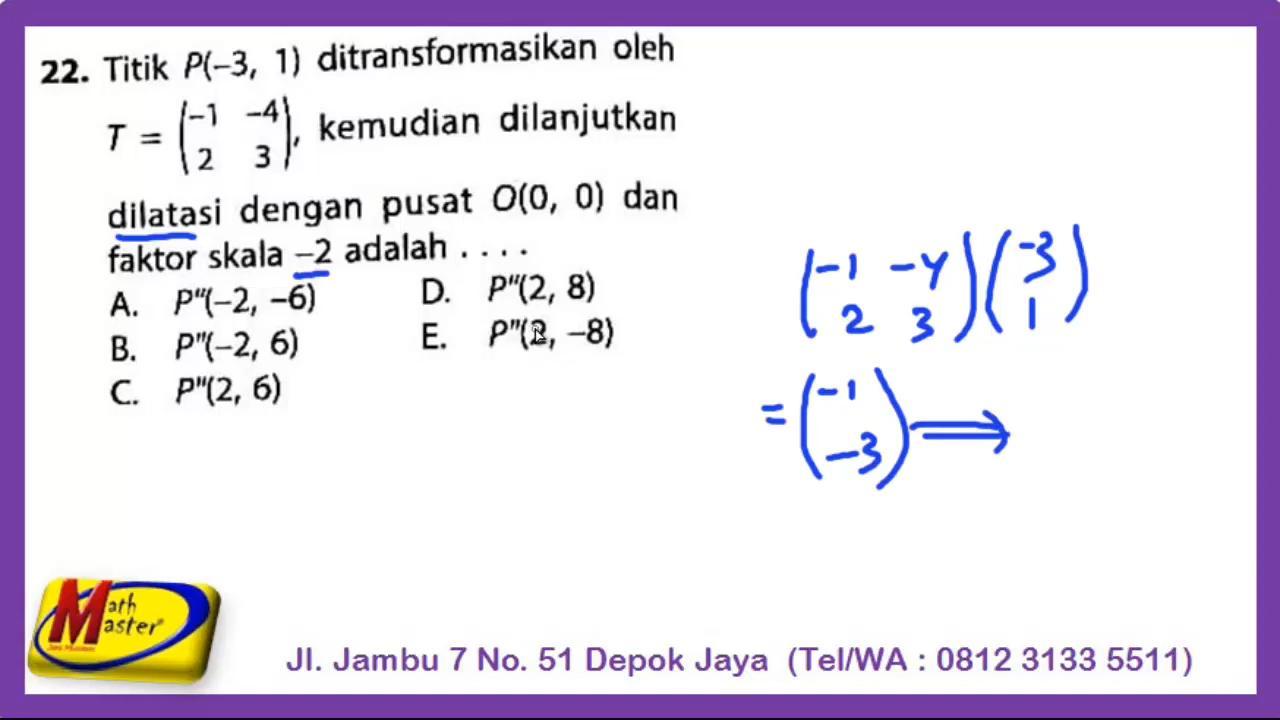 22. Titik P(–3, 1) ditransformasikan oleh
T = (–1 –4
2 3), kemudian dilanjutkan
dilatasi dengan pusat O(0, 0) dan
faktor skala –2 adalah . . . .
A. P"(–2, –6)
B. P"(–2, 6)
C. P"(2, 6)
D. P"(2, 8)
E. P"(2, –8)
(-1 -4) (-3)
(2 3) (1)
= (-1
-3) ⟹
Math
Master
Jl. Jambu 7 No. 51 Depok Jaya (Tel/WA : 0812 3133 5511)